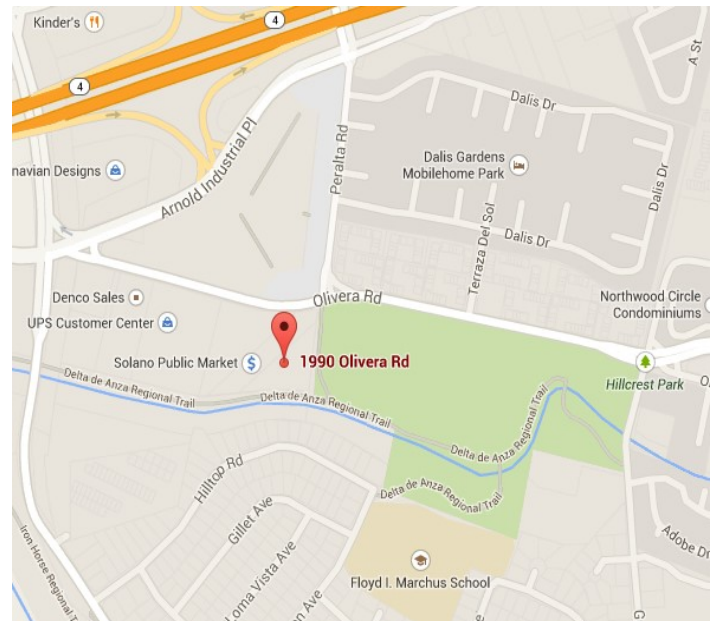 Kinder's
4
4
4
A St
Dalis Dr
Arnold Industrial Pl
Peralta Rd
navian Designs
Dalis Gardens
Mobilehome Park
Dalis Dr
Terraza Del Sol
Dalis Dr
Olivera Rd
Denco Sales
Northwood Circle
Condominiums
UPS Customer Center
Solano Public Market
$
1990 Olivera Rd
Hillcrest Park
O
Delta de Anza Regional Trail
Delta de Anza Regional Trail
Delta de Anza Regional Trail
Delta de Anza Regional Trail
Hilltop Rd
Delta de Anza Regional Trail
Gillet Ave
Iron Horse Regional
Loma Vista Ave
on Ave
Adobe Dr
Floyd I. Marchus School
e
G